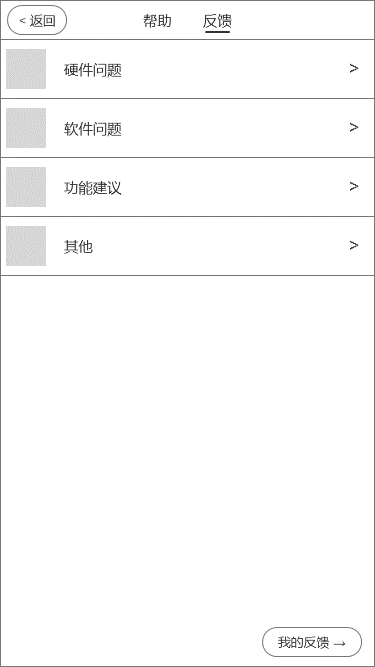 < 返回 帮助 反馈
硬件问题 >
软件问题 >
功能建议 >
其他 >
我的反馈 →